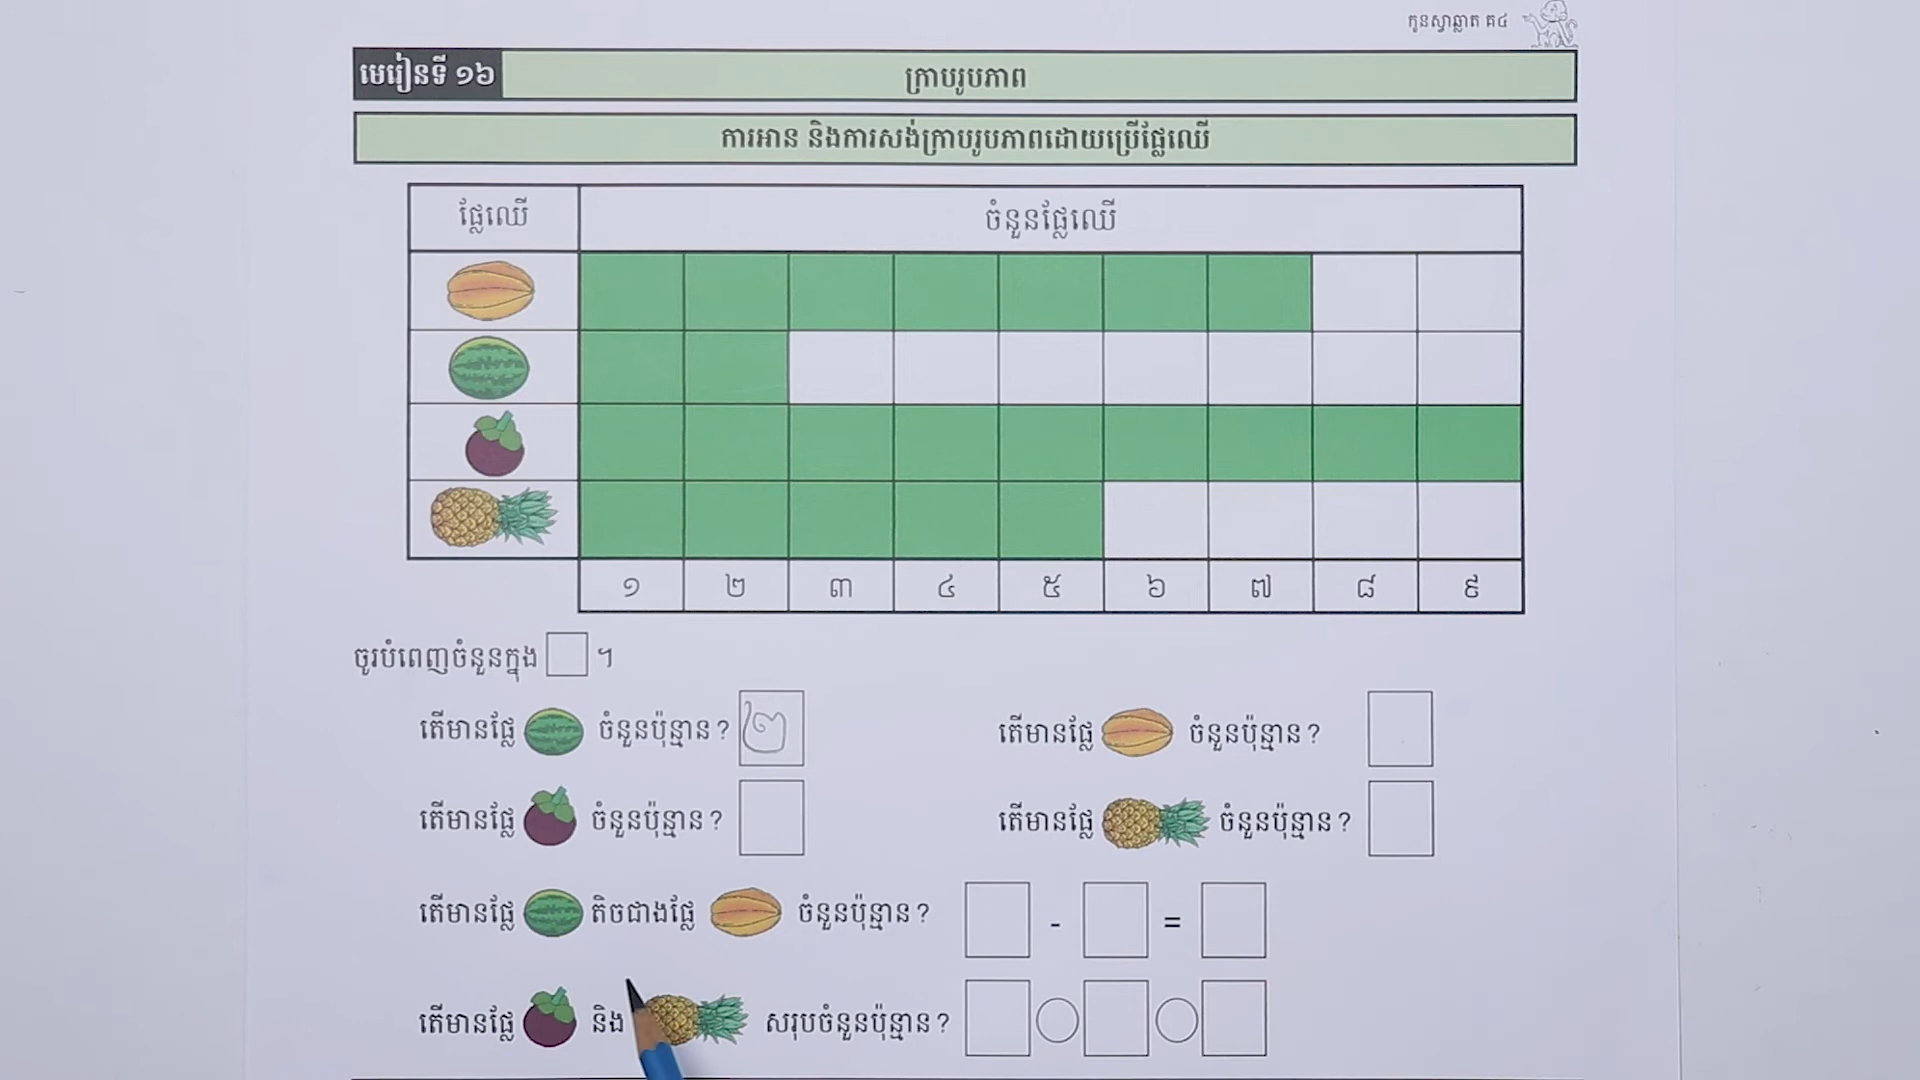 កូនស្វាឆ្លាត គ៤
មេរៀនទី ១៦ ក្រាបរូបភាព
ការអាន និងការសង់ក្រាបរូបភាពដោយប្រើផ្លែឈើ
ផ្លែឈើ ចំនួនផ្លែឈើ
១ ២ ៣ ៤ ៥ ៦ ៧ ៨ ៩
ចូរបំពេញចំនួនក្នុង ។
តើមានផ្លែ ចំនួនប៉ុន្មាន? ២ តើមានផ្លែ ចំនួនប៉ុន្មាន?
តើមានផ្លែ ចំនួនប៉ុន្មាន? តើមានផ្លែ ចំនួនប៉ុន្មាន?
តើមានផ្លែ តិចជាងផ្លែ ចំនួនប៉ុន្មាន? - =
តើមានផ្លែ និង សរុបចំនួនប៉ុន្មាន?